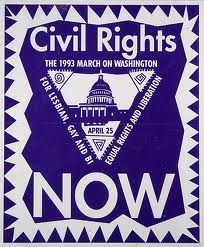 Civil Rights
THE 1993 MARCH ON WASHINGTON
FOR LESBIAN, GAY AND BI
EQUAL RIGHTS AND LIBERATION
APRIL 25
NOW